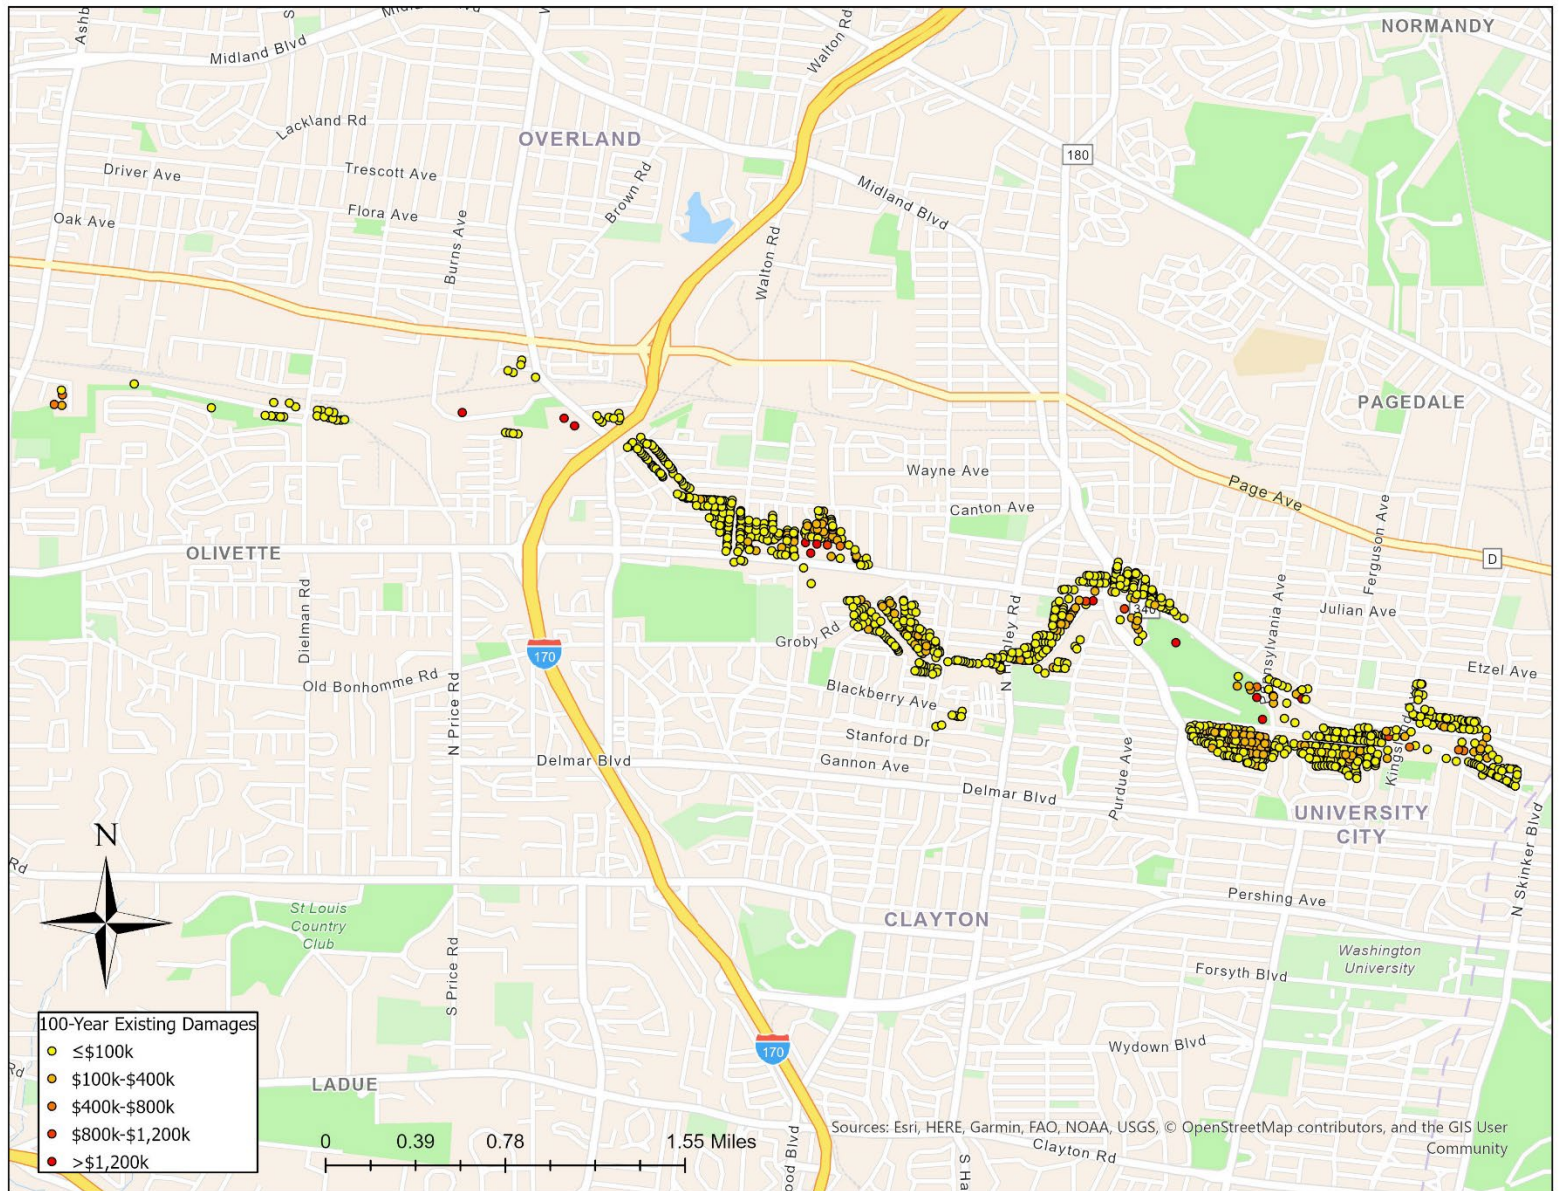 Midland Blvd
Walton Rd
NORMANDY
Midland Blvd
Lackland Rd
OVERLAND
180
Driver Ave
Trescott Ave
Brown Rd
Midland Blvd
Oak Ave
Flora Ave
Burns Ave
Walton Rd
PAGEDALE
Wayne Ave
Page Ave
Canton Ave
Ferguson Ave
OLIVETTE
D
Dielman Rd
Julian Ave
340
Groby Rd
170
Etzel Ave
Old Bonhomme Rd
N Price Rd
Blackberry Ave
Stanford Dr
Gannon Ave
Delmar Blvd
Purdue Ave
Delmar Blvd
UNIVERSITY
CITY
N
N Skinker Blvd
Rd
Pershing Ave
St Louis
Country
Club
CLAYTON
Washington
University
S Price Rd
Forsyth Blvd
100-Year Existing Damages
≤$100k
$100k-$400k
$400k-$800k
$800k-$1,200k
>$1,200k
170
Wydown Blvd
Rd
LADUE
0 0.39 0.78 1.55 Miles
Sources: Esri, HERE, Garmin, FAO, NOAA, USGS, © OpenStreetMap contributors, and the GIS User
Community
Clayton Rd